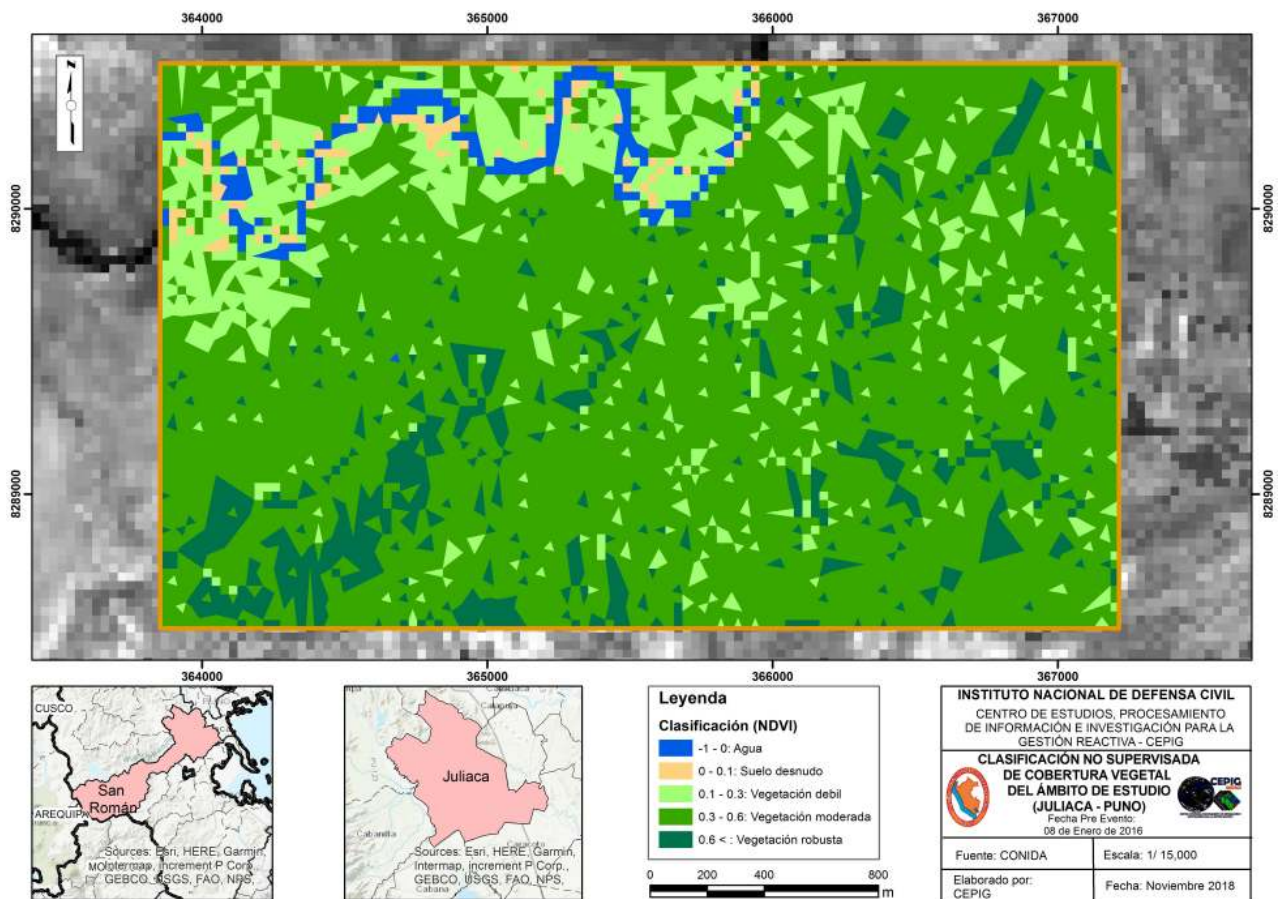 364000
365000
366000
367000
8290000
8290000
8289000
8289000
364000
365000
366000
367000
CUSCO
San
Román
AREQUIPA
Sources: Esri, HERE, Garmin,
Intermap, increment P Corp.,
GEBCO, USGS, FAO, NPS,
Juliaca
Cabanilla
Cabana
Sources: Esri, HERE, Garmin,
Intermap, increment P Corp.,
GEBCO, USGS, FAO, NPS,
Leyenda
Clasificación (NDVI)
-1 - 0: Agua
0 - 0.1: Suelo desnudo
0.1 - 0.3: Vegetación debil
0.3 - 0.6: Vegetación moderada
0.6 < : Vegetación robusta
0 200 400 800
m
INSTITUTO NACIONAL DE DEFENSA CIVIL
CENTRO DE ESTUDIOS, PROCESAMIENTO
DE INFORMACIÓN E INVESTIGACIÓN PARA LA
GESTIÓN REACTIVA - CEPIG
CLASIFICACIÓN NO SUPERVISADA
DE COBERTURA VEGETAL
DEL ÁMBITO DE ESTUDIO
(JULIACA - PUNO)
Fecha Pre Evento:
08 de Enero de 2016
CEPIG
Fuente: CONIDA
Escala: 1/ 15,000
Elaborado por:
CEPIG
Fecha: Noviembre 2018